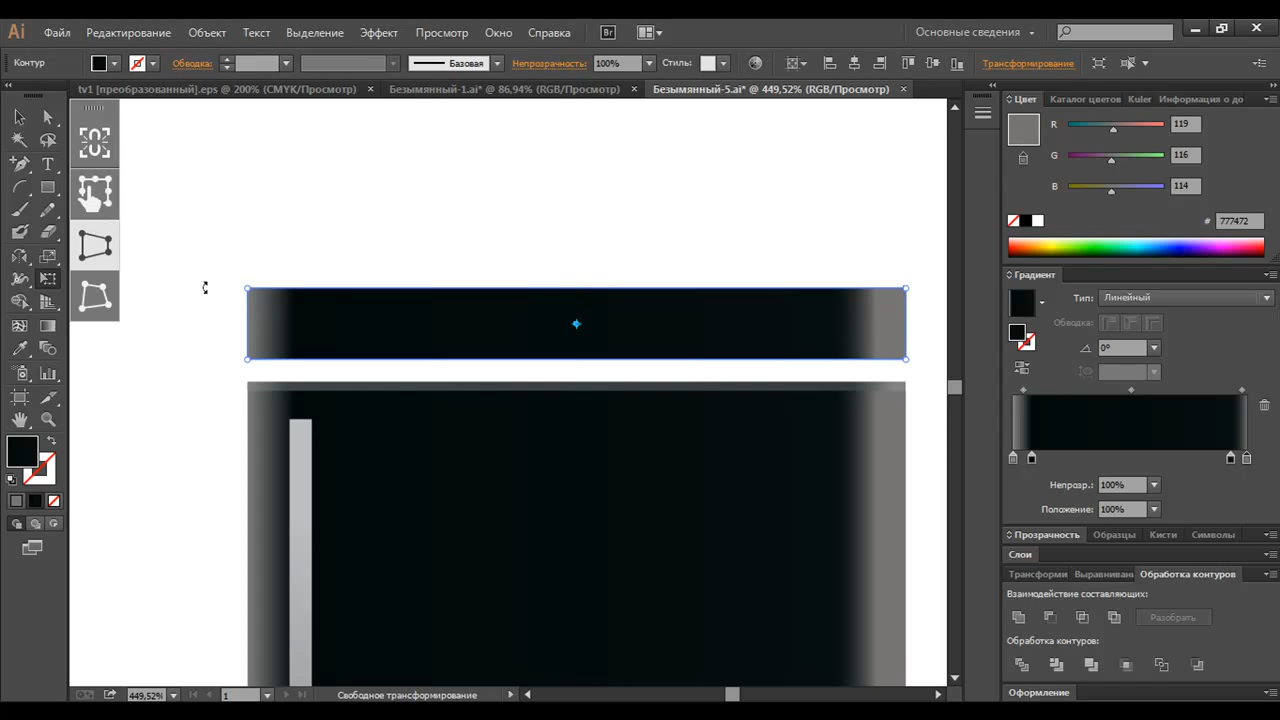 Ai Файл Редактирование Объект Текст Выделение Эффект Просмотр Окно Справка Br Основные сведения
Контур Обводка: Базовая Непрозрачность: 100% Стиль: Трансформирование
tv1 [преобразованный].eps @ 200% (CMYK/Просмотр) × Безымянный-1.ai* @ 86,94% (RGB/Просмотр) × Безымянный-5.ai* @ 449,52% (RGB/Просмотр) ×
Цвет Каталог цветов Kuler Информация о до
R 119
G 116
B 114
# 777472
Градиент
Тип: Линейный
Обводка:
0°
Непрозр.: 100%
Положение: 100%
Прозрачность Образцы Кисти Символы
Слои
Трансформи Выравнивани Обработка контуров
Взаимодействие составляющих:
Разобрать
Обработка контуров:
Оформление
449,52% 1 Свободное трансформирование